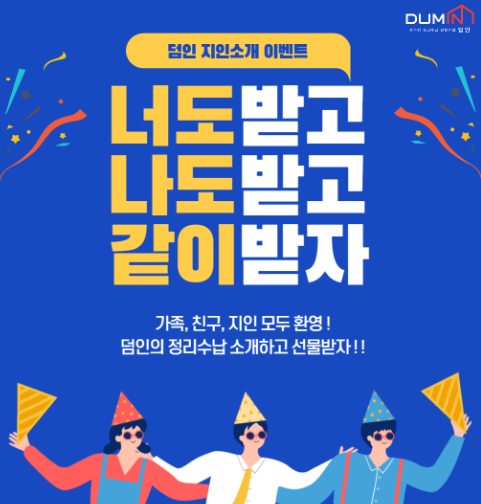 DUMIN
덤인
덤인 지인소개 이벤트
너도받고
나도받고
같이받자
가족, 친구, 지인 모두 환영 !
덤인의 정리수납 소개하고 선물받자 ! !